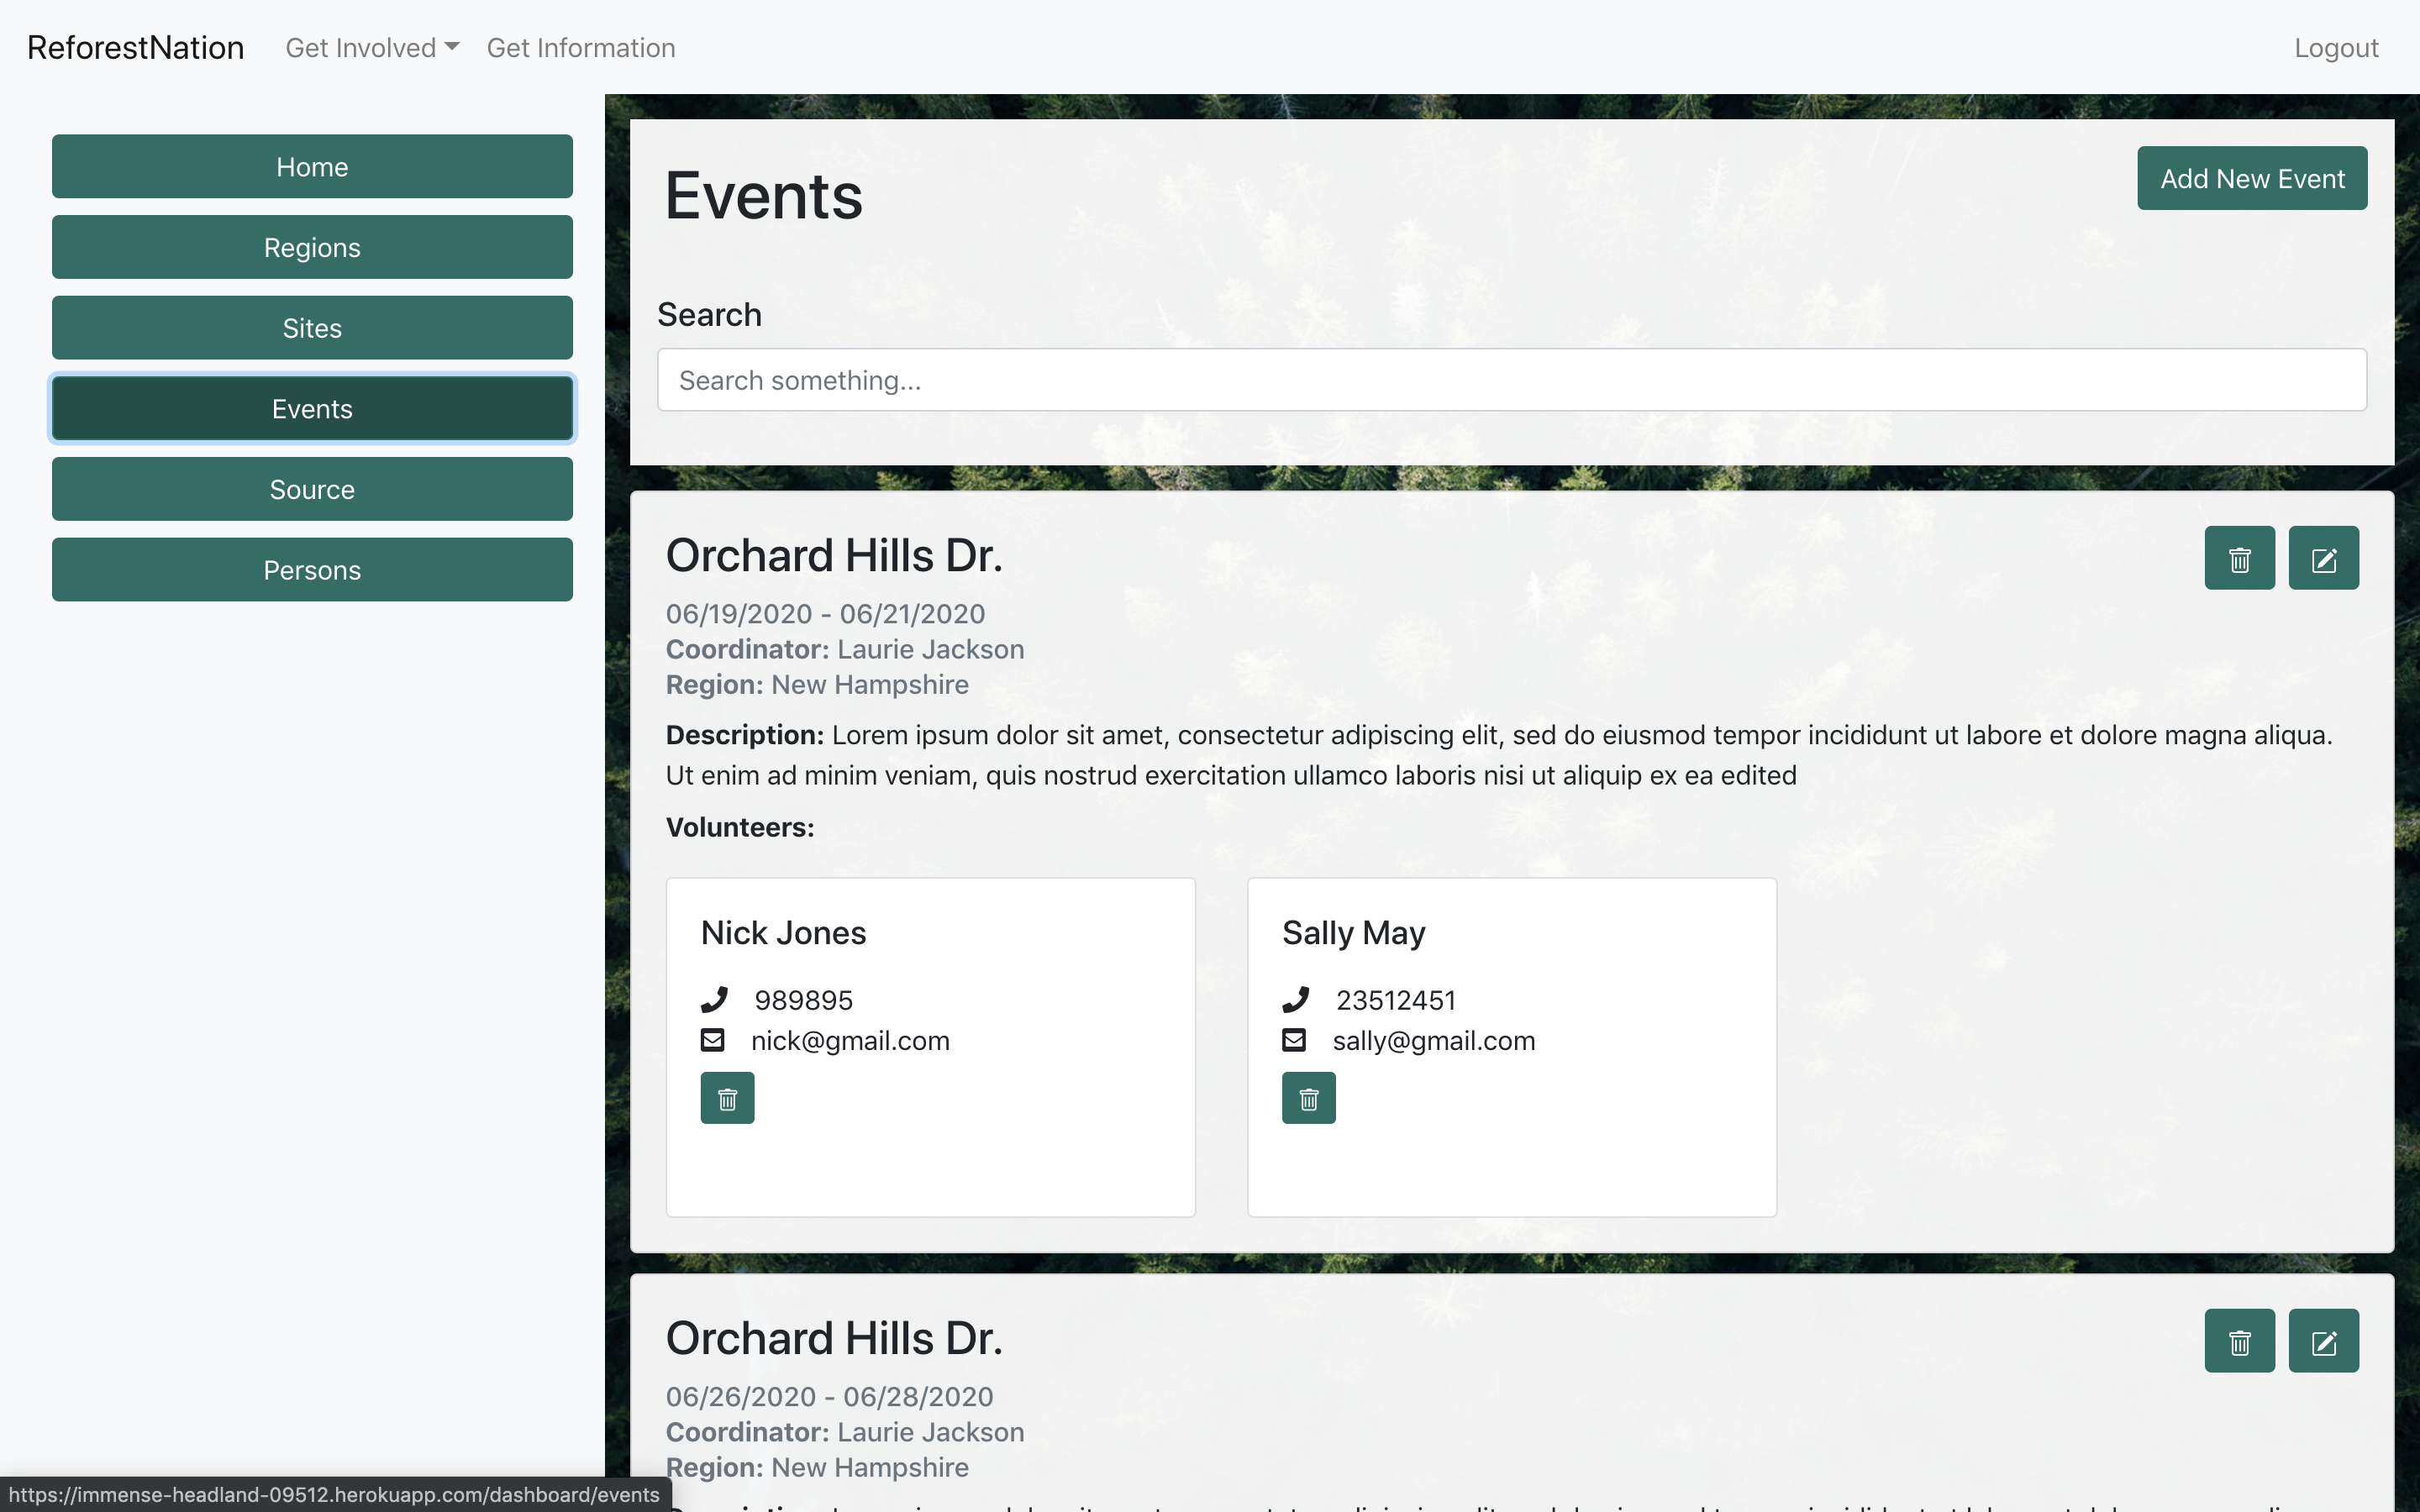 ReforestNation
Get Involved
Get Information
Logout
Home
Regions
Sites
Events
Source
Persons
Events
Add New Event
Search
Search something...
Orchard Hills Dr.
06/19/2020 - 06/21/2020
Coordinator: Laurie Jackson
Region: New Hampshire
Description: Lorem ipsum dolor sit amet, consectetur adipiscing elit, sed do eiusmod tempor incididunt ut labore et dolore magna aliqua.
Ut enim ad minim veniam, quis nostrud exercitation ullamco laboris nisi ut aliquip ex ea edited
Volunteers:
Nick Jones
989895
nick@gmail.com
Sally May
23512451
sally@gmail.com
Orchard Hills Dr.
06/26/2020 - 06/28/2020
Coordinator: Laurie Jackson
Region: New Hampshire
https://immense-headland-09512.herokuapp.com/dashboard/events